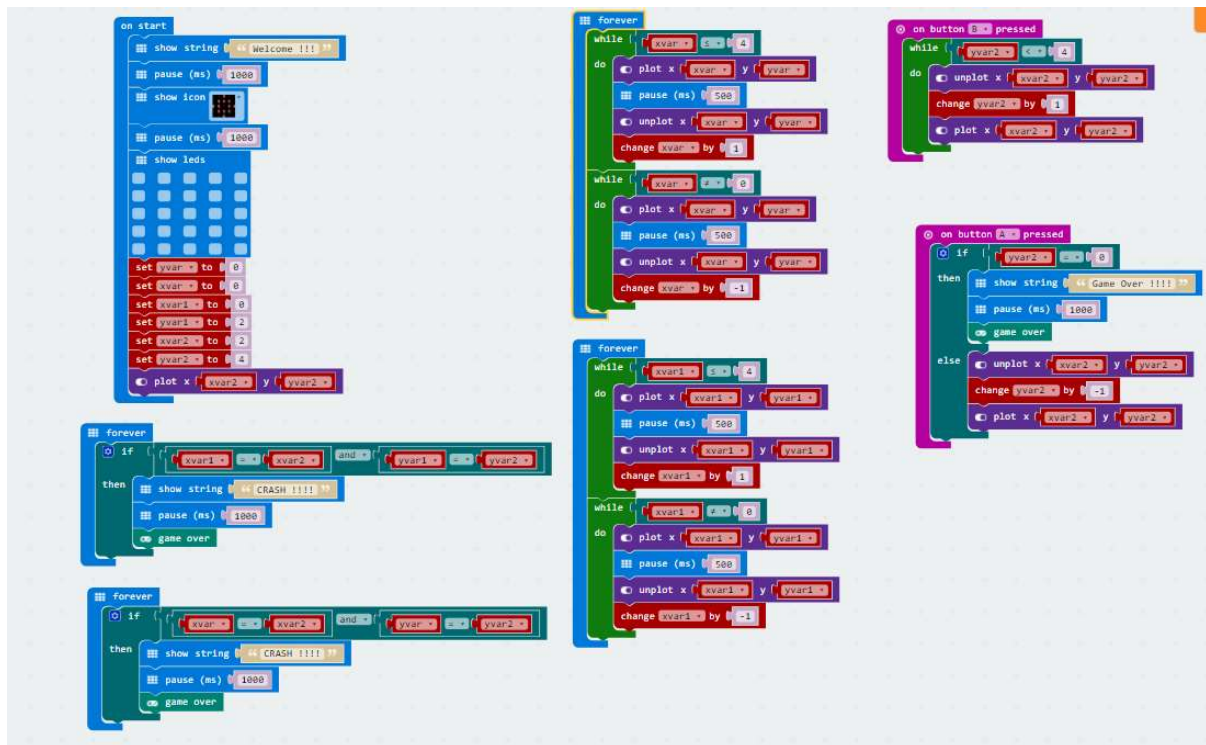 on start
show string “ Welcome !!! ”
pause (ms) 1000
show icon
pause (ms) 1000
show leds
set yvar to 0
set xvar to 0
set xvar1 to 0
set yvar1 to 2
set xvar2 to 2
set yvar2 to 4
plot x xvar2 y yvar2
forever
if xvar1 = xvar2 and yvar1 = yvar2
then show string “ CRASH !!!! ”
pause (ms) 1000
game over
forever
if xvar = xvar2 and yvar = yvar2
then show string “ CRASH !!!! ”
pause (ms) 1000
game over
forever
while xvar ≤ 4
do plot x xvar y yvar
pause (ms) 500
unplot x xvar y yvar
change xvar by 1
while xvar ≠ 0
do plot x xvar y yvar
pause (ms) 500
unplot x xvar y yvar
change xvar by -1
forever
while xvar1 ≤ 4
do plot x xvar1 y yvar1
pause (ms) 500
unplot x xvar1 y yvar1
change xvar1 by 1
while xvar1 ≠ 0
do plot x xvar1 y yvar1
pause (ms) 500
unplot x xvar1 y yvar1
change xvar1 by -1
on button B pressed
while yvar2 < 4
do unplot x xvar2 y yvar2
change yvar2 by 1
plot x xvar2 y yvar2
on button A pressed
if yvar2 = 0
then show string “ Game Over !!!! ”
pause (ms) 1000
game over
else unplot x xvar2 y yvar2
change yvar2 by -1
plot x xvar2 y yvar2